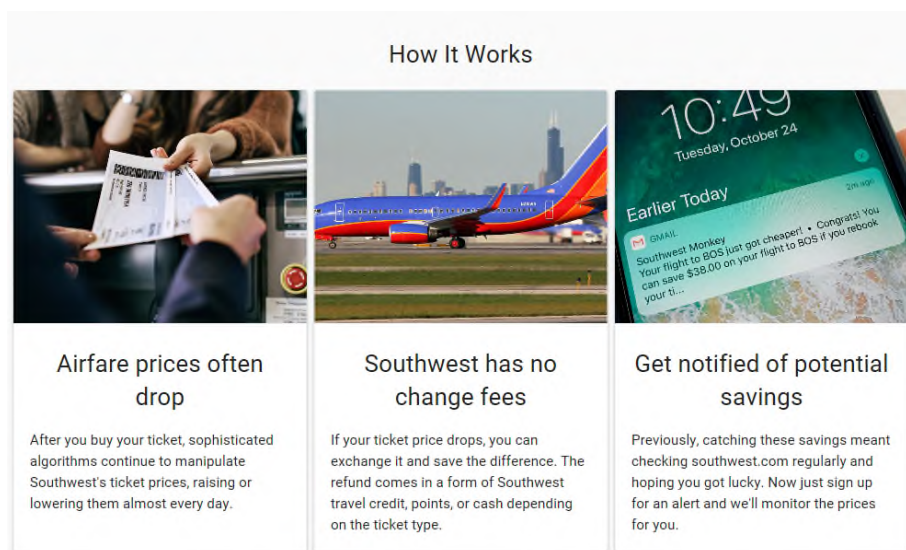 How It Works
10:49
Tuesday, October 24
Earlier Today
GMAIL
2m ago
Southwest Monkey
Your flight to BOS just got cheaper! • Congrats! You
can save $38.00 on your flight to BOS if you rebook
your ti...
Airfare prices often
drop
After you buy your ticket, sophisticated
algorithms continue to manipulate
Southwest's ticket prices, raising or
lowering them almost every day.
Southwest has no
change fees
If your ticket price drops, you can
exchange it and save the difference. The
refund comes in a form of Southwest
travel credit, points, or cash depending
on the ticket type.
Get notified of potential
savings
Previously, catching these savings meant
checking southwest.com regularly and
hoping you got lucky. Now just sign up
for an alert and we'll monitor the prices
for you.